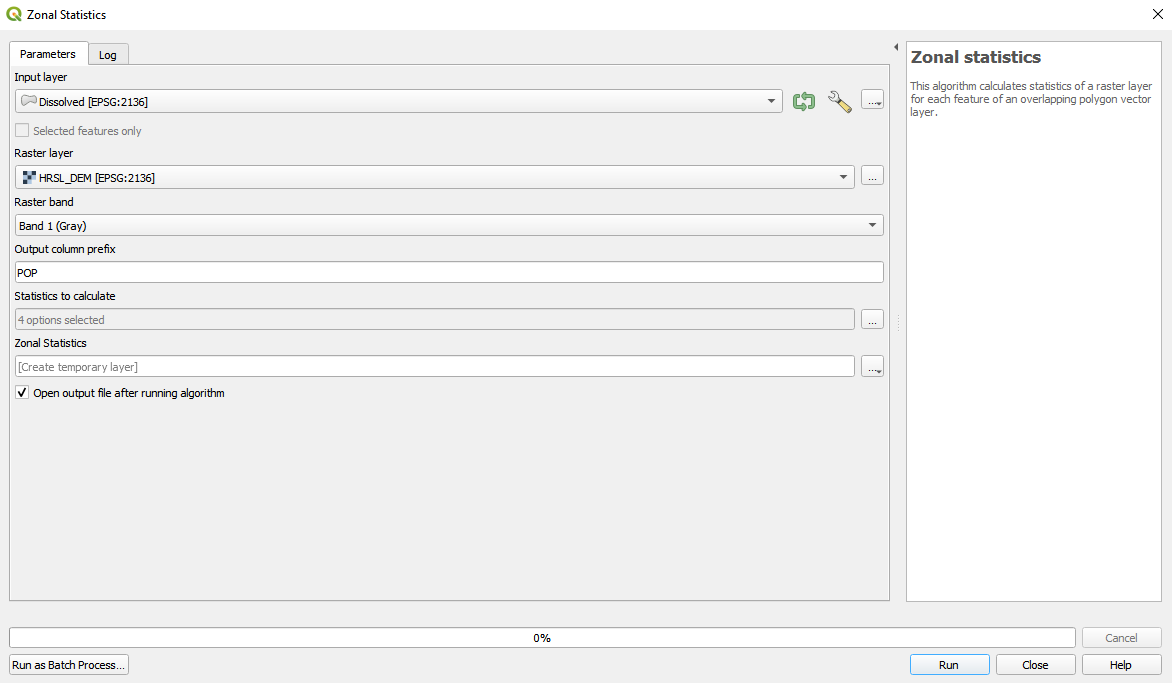 Zonal Statistics
Parameters
Log
Input layer
Dissolved [EPSG:2136]
...
Selected features only
Raster layer
HRSL_DEM [EPSG:2136]
...
Raster band
Band 1 (Gray)
Output column prefix
POP
Statistics to calculate
4 options selected
...
Zonal Statistics
[Create temporary layer]
...
Open output file after running algorithm
Zonal statistics
This algorithm calculates statistics of a raster layer
for each feature of an overlapping polygon vector
layer.
0%
Cancel
Run as Batch Process...
Run
Close
Help